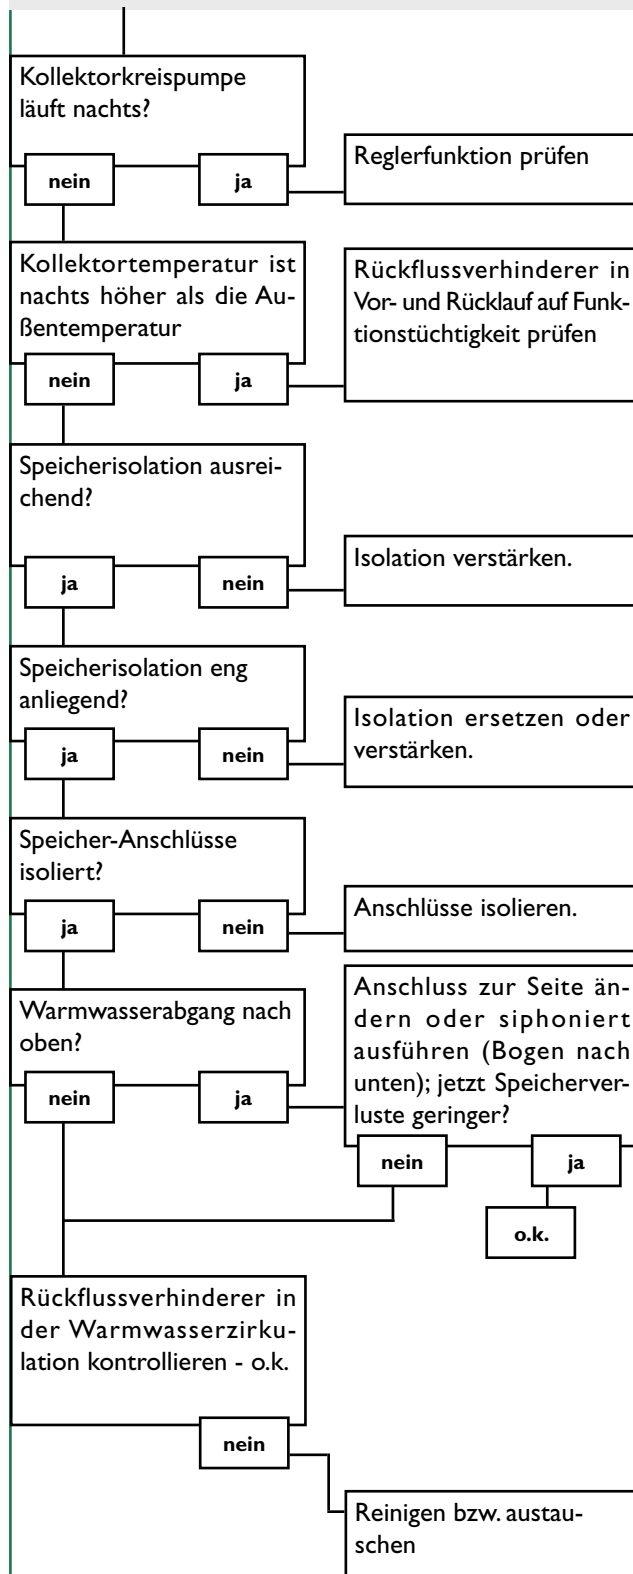 Kollektorkreispumpe
läuft nachts?
nein
ja
Reglerfunktion prüfen
Kollektortemperatur ist
nachts höher als die Au-
ßentemperatur
nein
ja
Rückflussverhinderer in
Vor- und Rücklauf auf Funk-
tionstüchtigkeit prüfen
Speicherisolation ausrei-
chend?
ja
nein
Isolation verstärken.
Speicherisolation eng
anliegend?
ja
nein
Isolation ersetzen oder
verstärken.
Speicher-Anschlüsse
isoliert?
ja
nein
Anschlüsse isolieren.
Warmwasserabgang nach
oben?
nein
ja
Anschluss zur Seite än-
dern oder siphoniert
ausführen (Bogen nach
unten); jetzt Speicherver-
luste geringer?
nein
ja
o.k.
Rückflussverhinderer in
der Warmwasserzirku-
lation kontrollieren - o.k.
nein
Reinigen bzw. austau-
schen